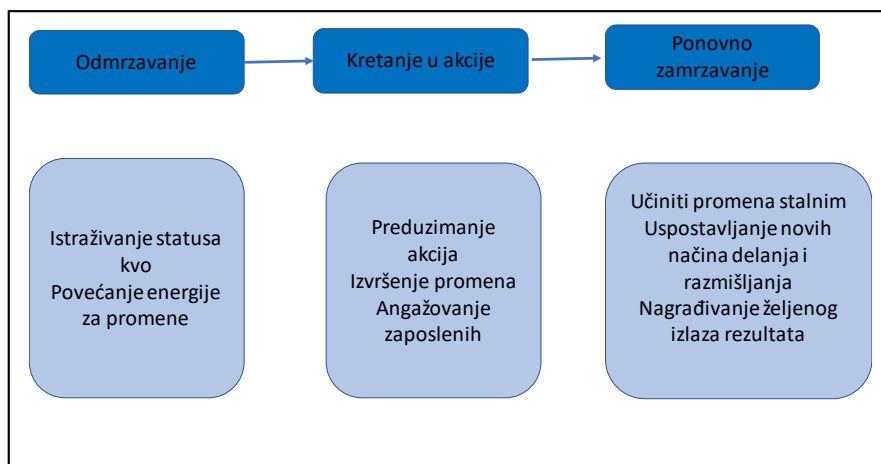 Odmrzavanje
Kretanje u akcije
Ponovno
zamrzavanje
Istraživanje statusa
kvo
Povećanje energije
za promene
Preduzimanje
akcija
Izvršenje promena
Angažovanje
zaposlenih
Učiniti promena stalnim
Uspostavljanje novih
načina delanja i
razmišljanja
Nagrađivanje željenog
izlaza rezultata